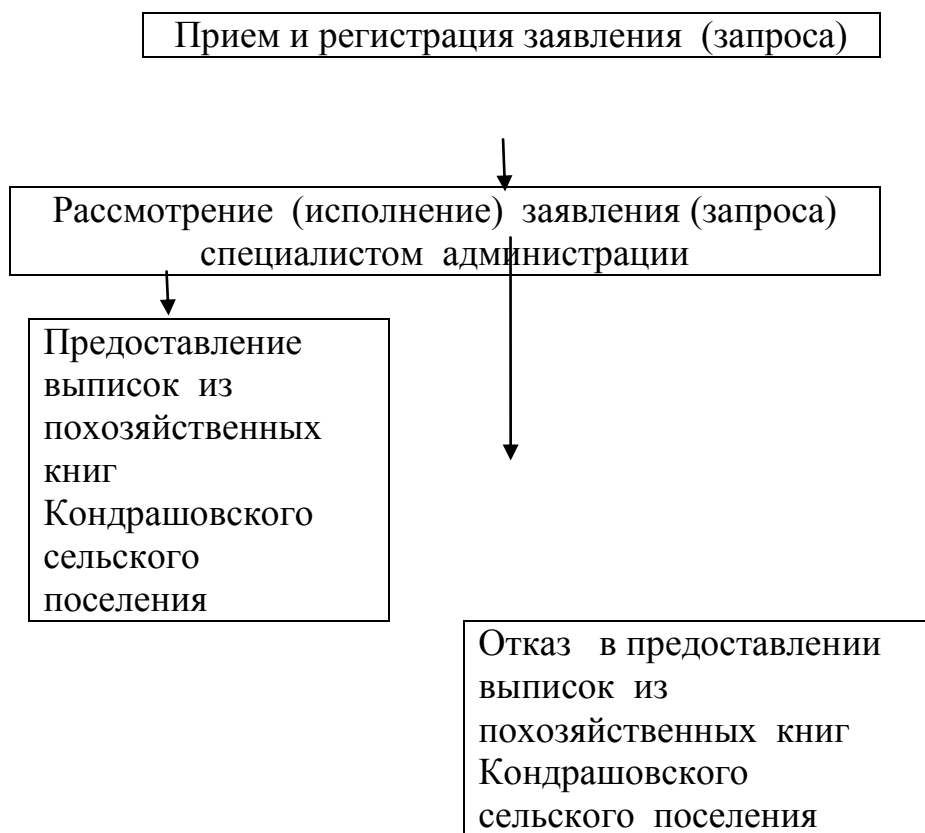 Прием и регистрация заявления (запроса)
Рассмотрение (исполнение) заявления (запроса)
специалистом администрации
Предоставление
выписок из
похозяйственных
книг
Кондрашовского
сельского
поселения
Отказ в предоставлении
выписок из
похозяйственных книг
Кондрашовского
сельского поселения